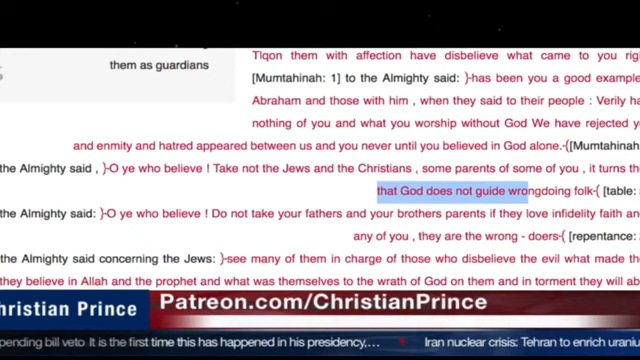 them as guardians
Tlqon them with affection have disbelieve what came to you
[Mumtahinah: 1] to the Almighty said: }-has been you a good example
Abraham and those with him , when they said to their people : Verily
nothing of you and what you worship without God We have rejected
and enmity and hatred appeared between us and you never until you believed in God alone.-{ [Mumtahinah:
the Almighty said , }-O ye who believe ! Take not the Jews and the Christians , some parents of some of you , it turns
that God does not guide wrongdoing folk-{ [table:
the Almighty said: }-O ye who believe ! Do not take your fathers and your brothers parents if they love infidelity faith and
any of you , they are the wrong - doers-{ [repentance:
the Almighty said concerning the Jews: }-see many of them in charge of those who disbelieve the evil what made
they believe in Allah and the prophet and what was themselves to the wrath of God on them and in torment they will
Christian Prince
Patreon.com/ChristianPrince
pending bill veto It is the first time this has happened in his presidency,...
Iran nuclear crisis: Tehran to enrich